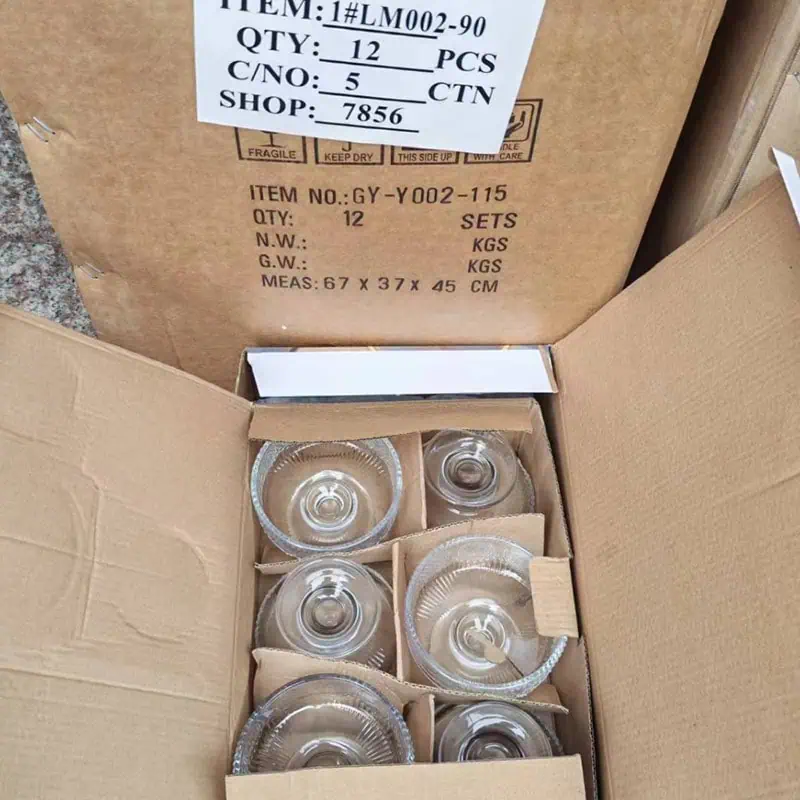 ITEM: 1#LM002-90
QTY: 12 PCS
C/NO: 5 CTN
SHOP: 7856
FRAGILE KEEP DRY THIS SIDE UP WITH CARE
ITEM NO.: GY-Y002-115
QTY: 12 SETS
N.W.: KGS
G.W.: KGS
MEAS: 67 X 37 X 45 CM